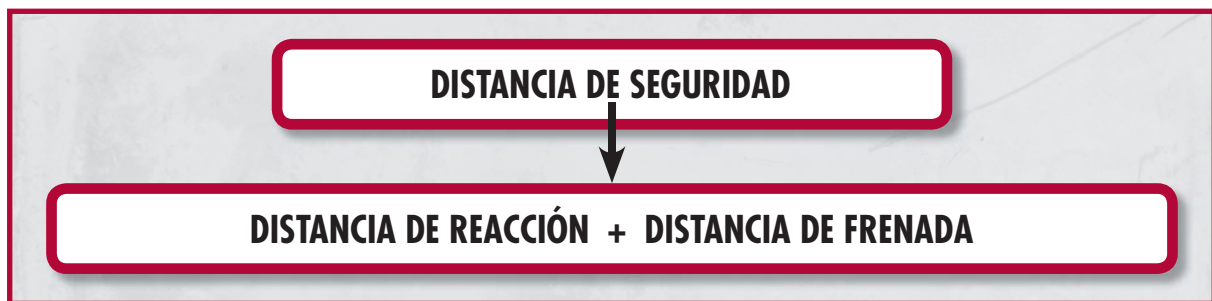 DISTANCIA DE SEGURIDAD
DISTANCIA DE REACCIÓN + DISTANCIA DE FRENADA